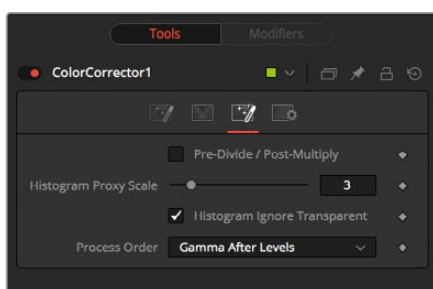 Tools Modifiers
ColorCorrector1
Pre-Divide / Post-Multiply
Histogram Proxy Scale 3
Histogram Ignore Transparent
Process Order Gamma After Levels